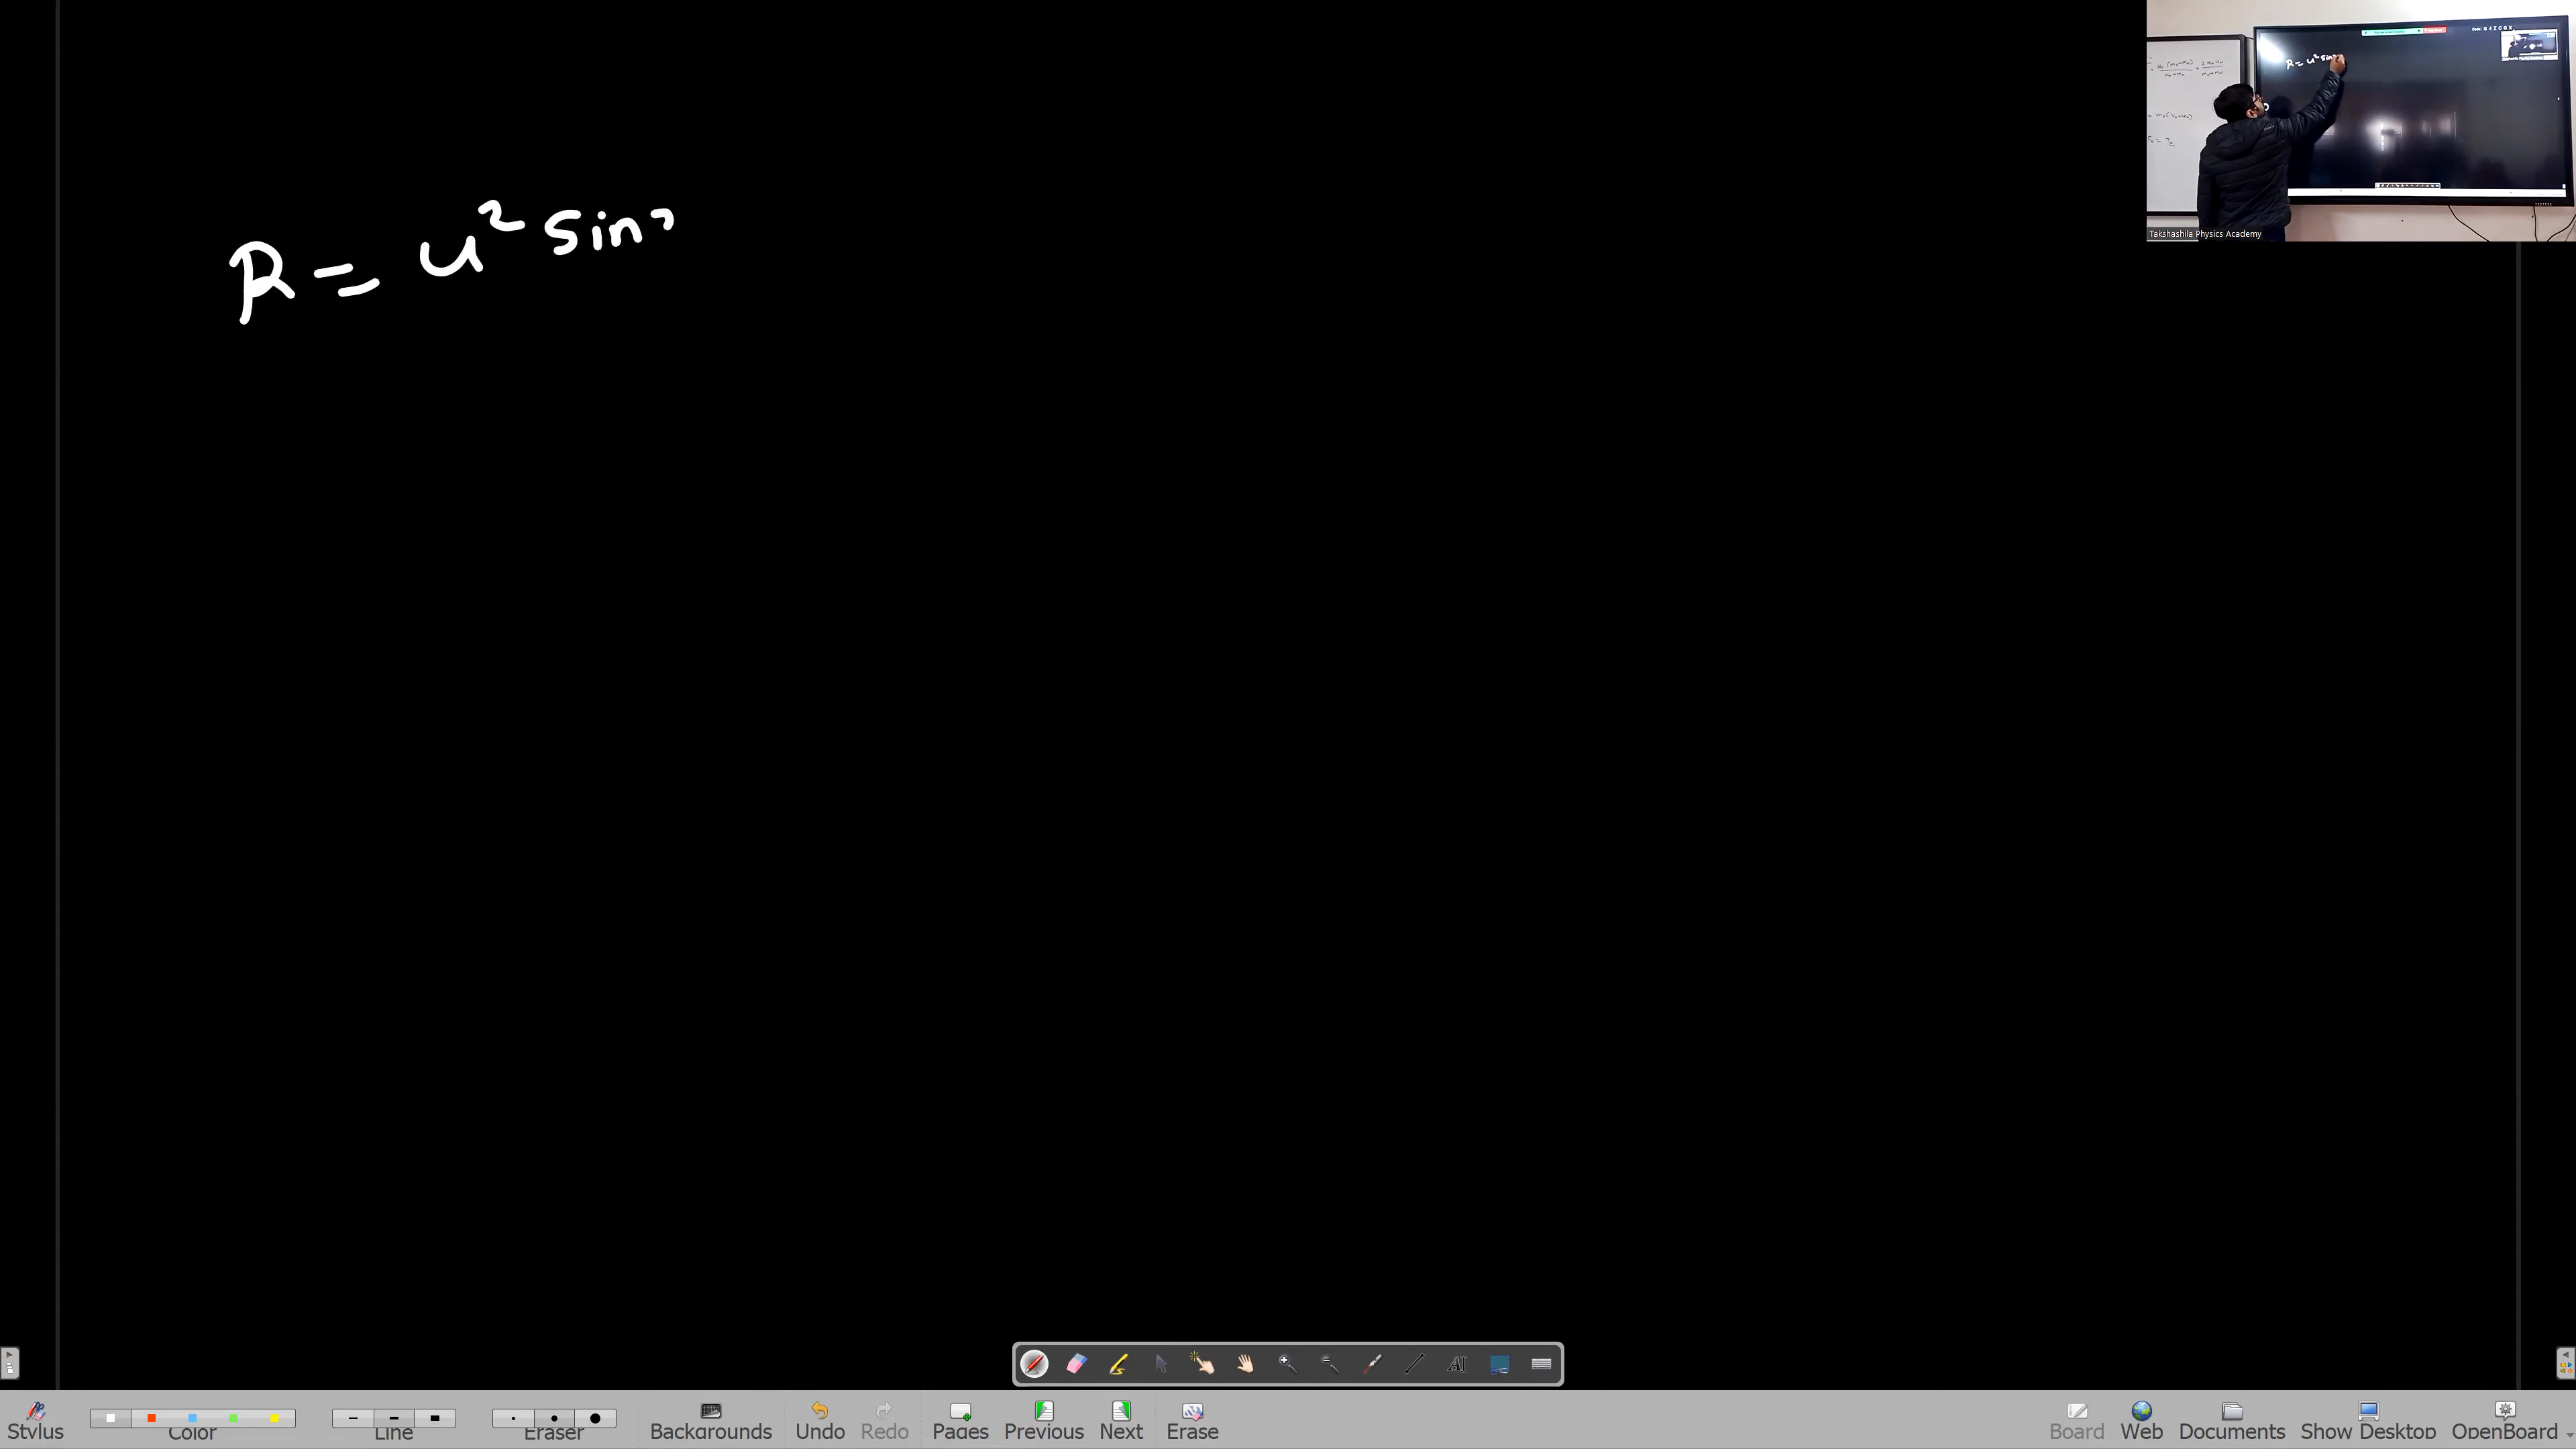 R = u² sin 2
Takshashila Physics Academy
Stylus
Color
Line
Eraser
Backgrounds
Undo
Redo
Pages
Previous
Next
Erase
Board
Web
Documents
Show Desktop
OpenBoard